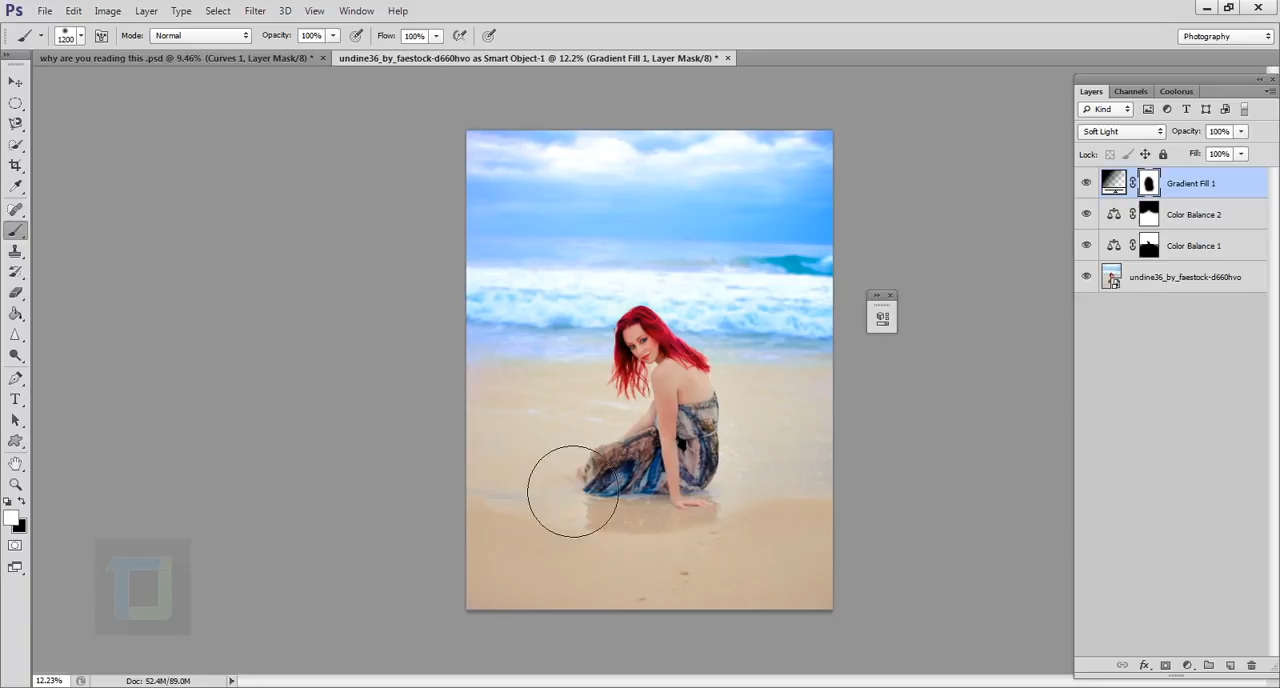 Ps File Edit Image Layer Type Select Filter 3D View Window Help
1200 Mode: Normal Opacity: 100% Flow: 100% Photography
why are you reading this .psd @ 9.46% (Curves 1, Layer Mask/8) * × undine36_by_faestock-d660hvo as Smart Object-1 @ 12.2% (Gradient Fill 1, Layer Mask/8) * ×
Layers Channels Coolorus
Kind
Soft Light Opacity: 100%
Lock: Fill: 100%
Gradient Fill 1
Color Balance 2
Color Balance 1
undine36_by_faestock-d660hvo
12.23% Doc: 52.4M/89.0M